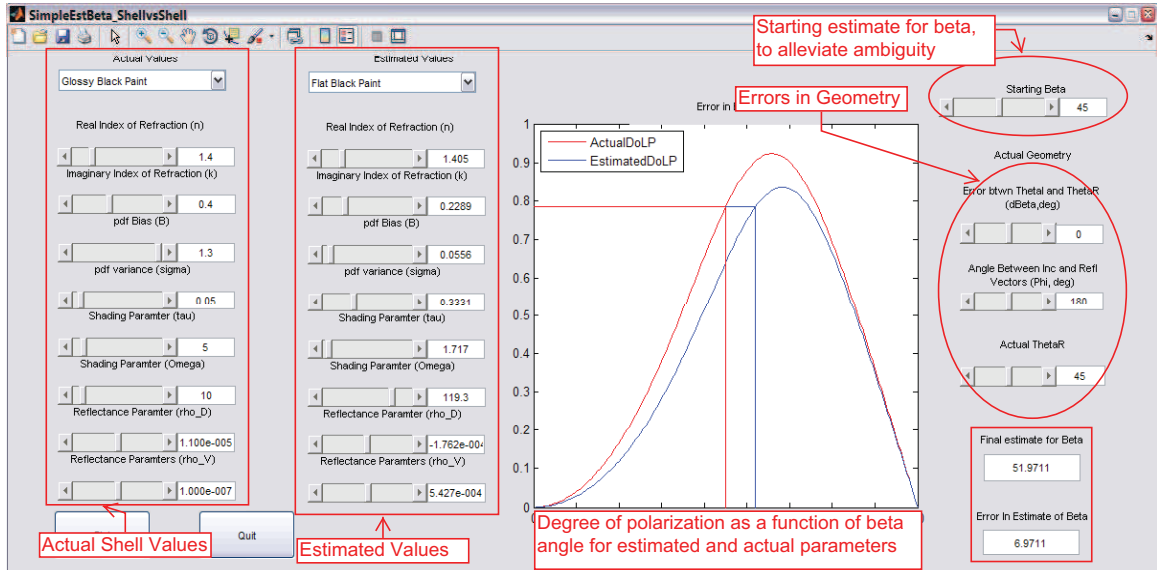 SimpleEstBeta_ShellvsShell
Starting estimate for beta,
to alleviate ambiguity
Actual Values
Glossy Black Paint
Real Index of Refraction (n)
1.4
Imaginary Index of Refraction (k)
0.4
pdf Bias (B)
1.3
pdf variance (sigma)
0.05
Shading Paramter (tau)
5
Shading Paramter (Omega)
10
Reflectance Paramter (rho_D)
1.100e-005
Reflectance Paramters (rho_V)
1.000e-007
Actual Shell Values
Quit
Estimated Values
Flat Black Paint
Real Index of Refraction (n)
1.405
Imaginary Index of Refraction (k)
0.2289
pdf Bias (B)
0.0556
pdf variance (sigma)
0.3331
Shading Paramter (tau)
1.717
Shading Paramter (Omega)
119.3
Reflectance Paramter (rho_D)
-1.762e-004
Reflectance Paramters (rho_V)
5.427e-004
Estimated Values
Error in
Errors in Geometry
ActualDoLP
EstimatedDoLP
1
0.9
0.8
0.7
0.6
0.5
0.4
0.3
0.2
0.1
0
Degree of polarization as a function of beta
angle for estimated and actual parameters
Starting Beta
45
Actual Geometry
Error btwn ThetaI and ThetaR
(dBeta,deg)
0
Angle Between Inc and Refl
Vectors (Phi, deg)
180
Actual ThetaR
45
Final estimate for Beta
51.9711
Error In Estimate of Beta
6.9711